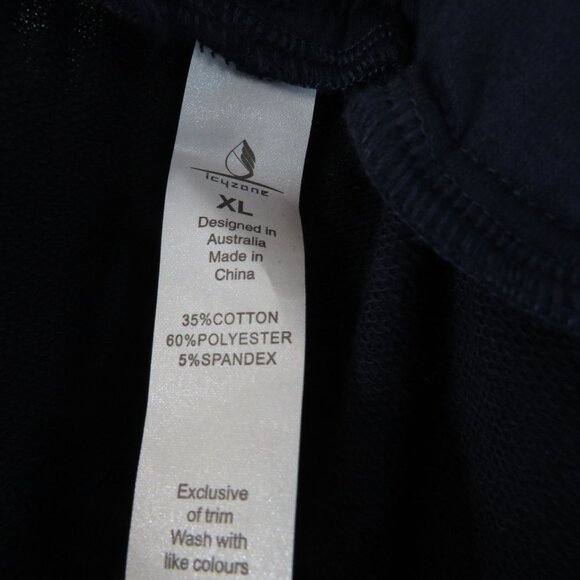 icyzone
XL
Designed in
Australia
Made in
China
35%COTTON
60%POLYESTER
5%SPANDEX
Exclusive
of trim
Wash with
like colours